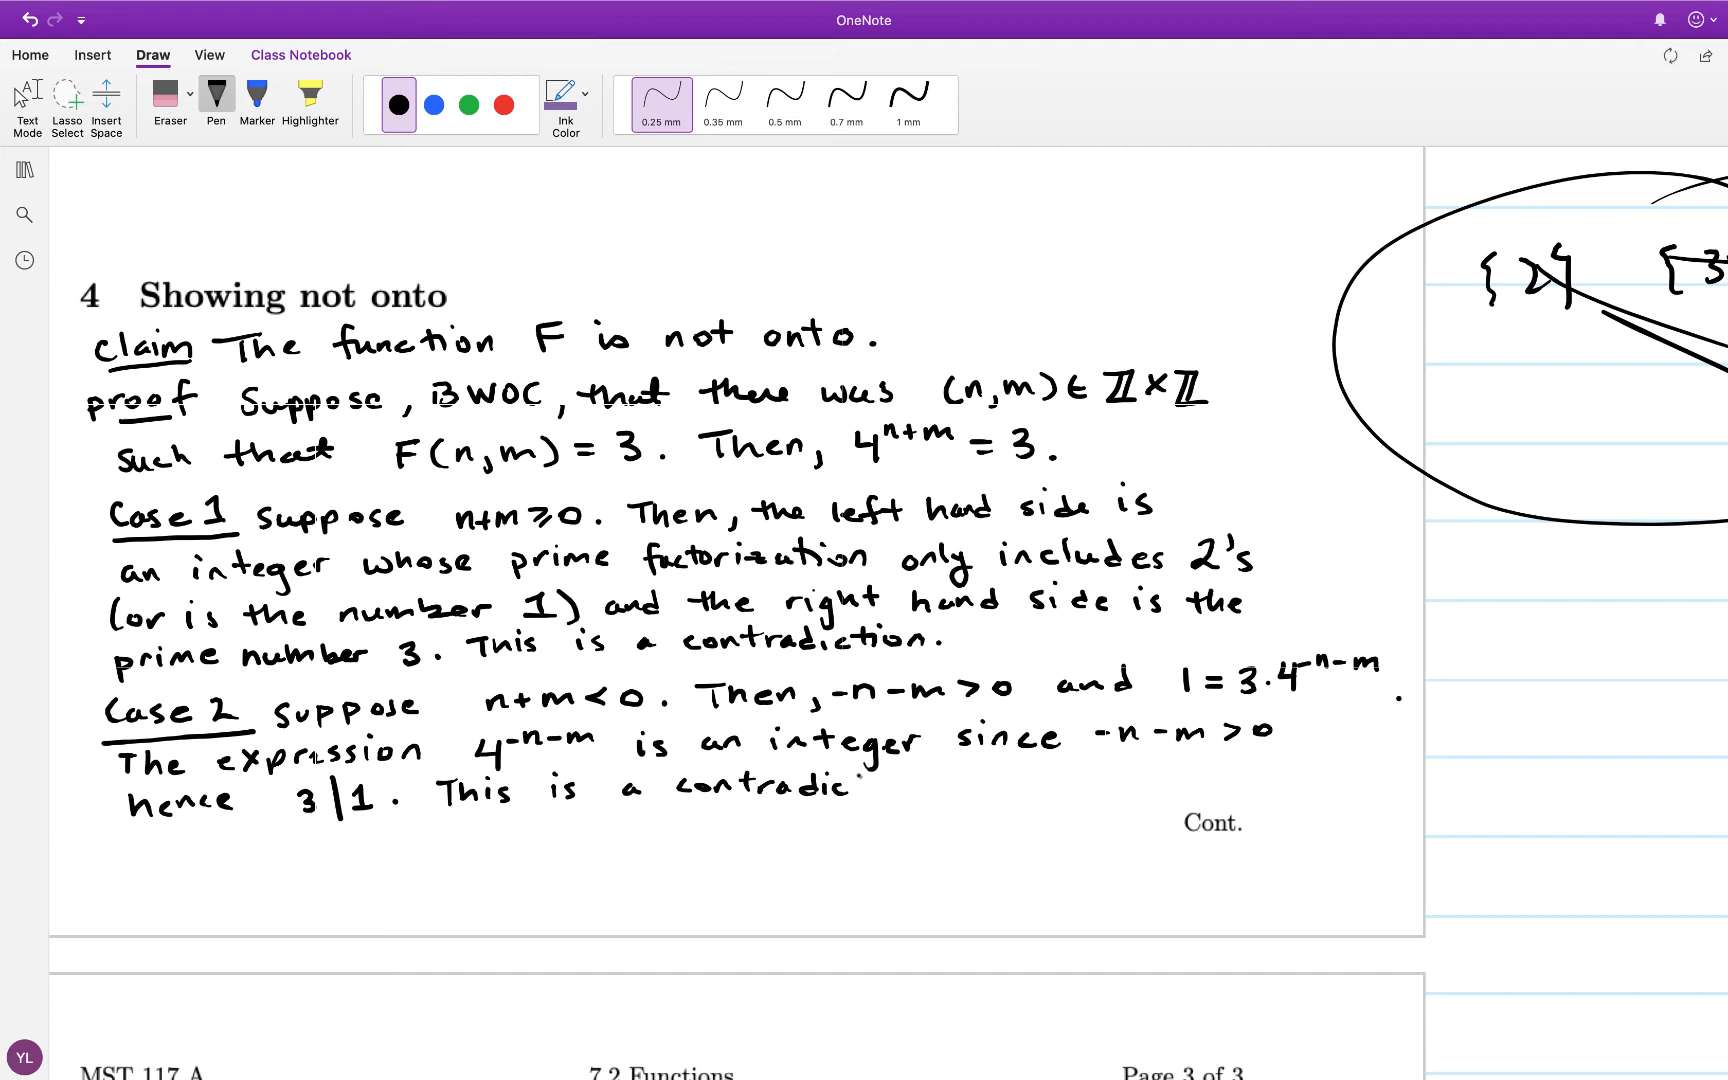 OneNote
Home Insert Draw View Class Notebook
Text Mode
Lasso Select
Insert Space
Eraser
Pen
Marker
Highlighter
Ink Color
0.25 mm 0.35 mm 0.5 mm 0.7 mm 1 mm
4 Showing not onto
claim The function F is not onto.
proof Suppose, BWOC, that there was (n,m) ∈ ℤ×ℤ
such that F(n,m) = 3. Then, 4^{n+m} = 3.
Case 1 suppose n+m ≥ 0. Then, the left hand side is
an integer whose prime factorization only includes 2's
(or is the number 1) and the right hand side is the
prime number 3. This is a contradiction.
Case 2 suppose n+m < 0. Then, -n-m > 0 and 1 = 3·4^{-n-m}.
The expression 4^{-n-m} is an integer since -n-m > 0
hence 3|1. This is a contradic
Cont.
{2} {3
MST 117 A 7.2 Functions Page 3 of 3
YL